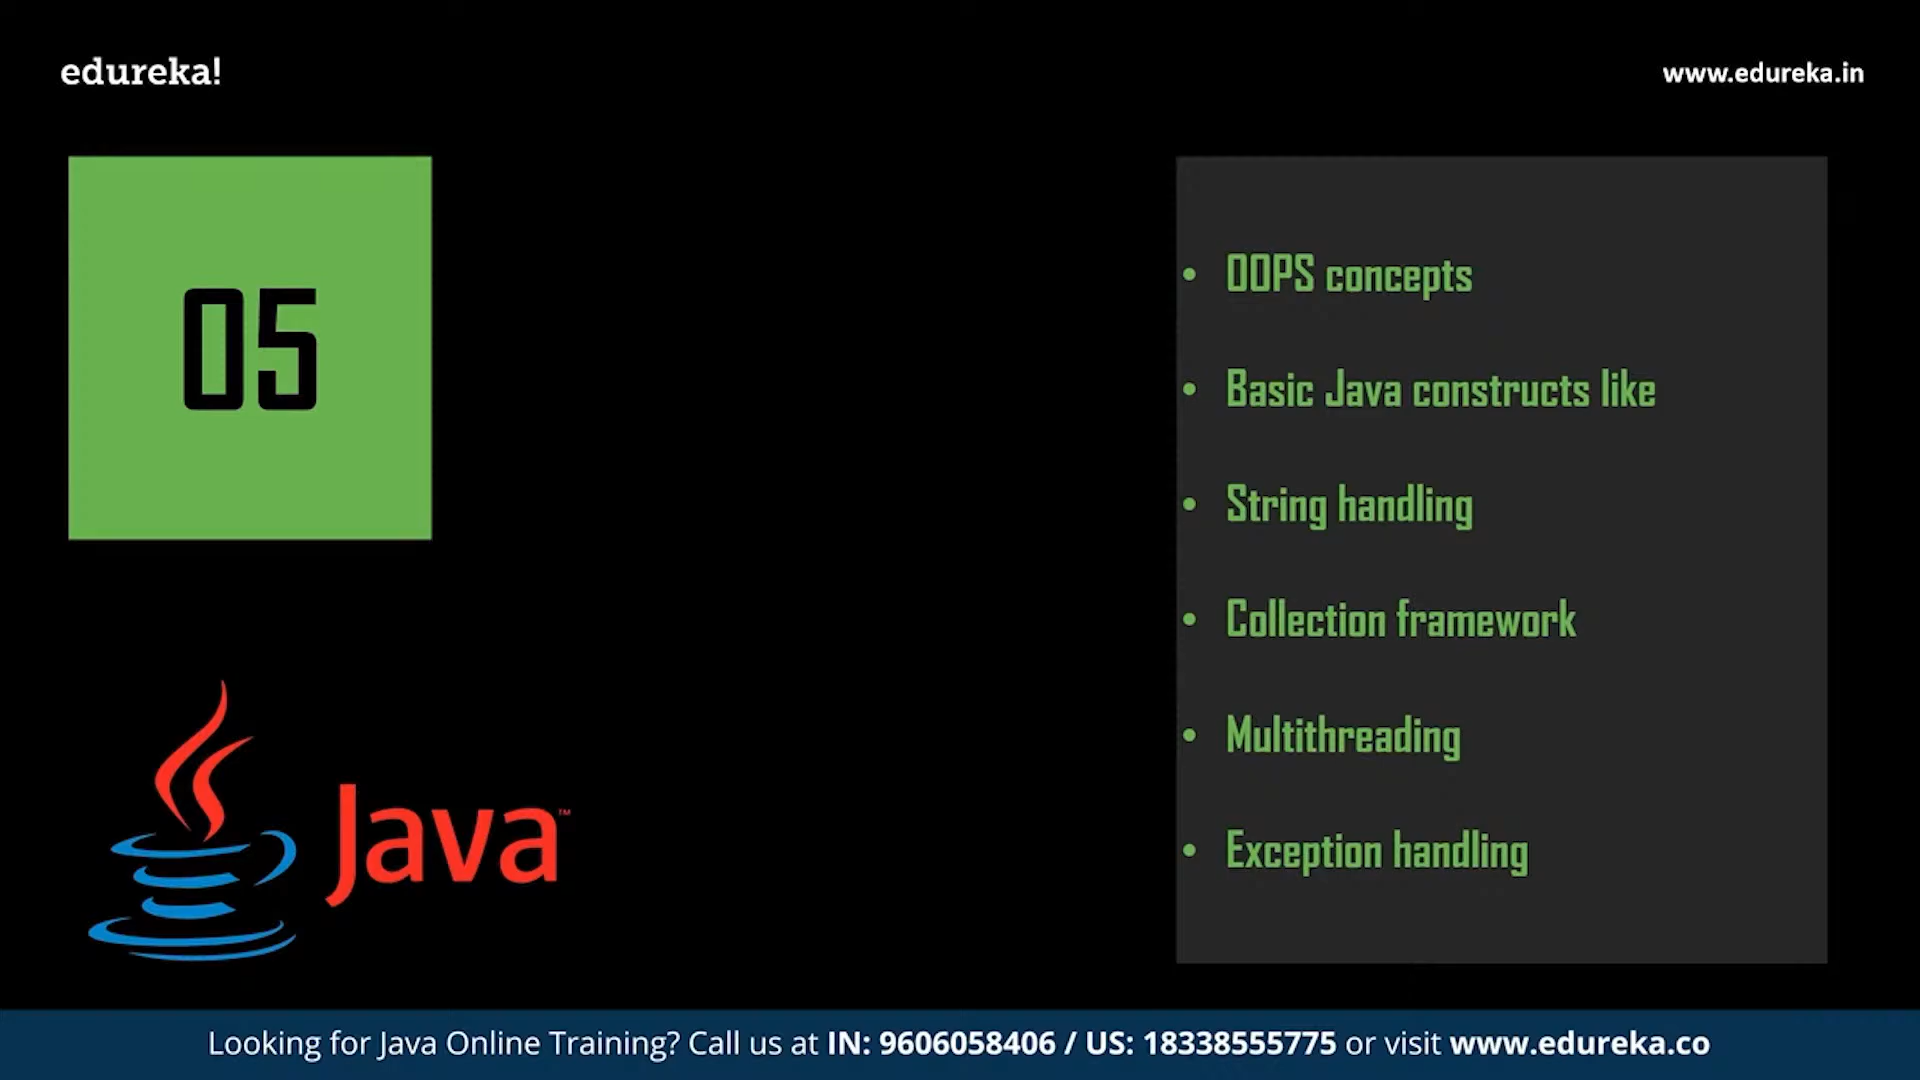 edureka!
www.edureka.in
05
• OOPS concepts
• Basic Java constructs like
• String handling
• Collection framework
• Multithreading
• Exception handling
Java™
Looking for Java Online Training? Call us at IN: 9606058406 / US: 18338555775 or visit www.edureka.co